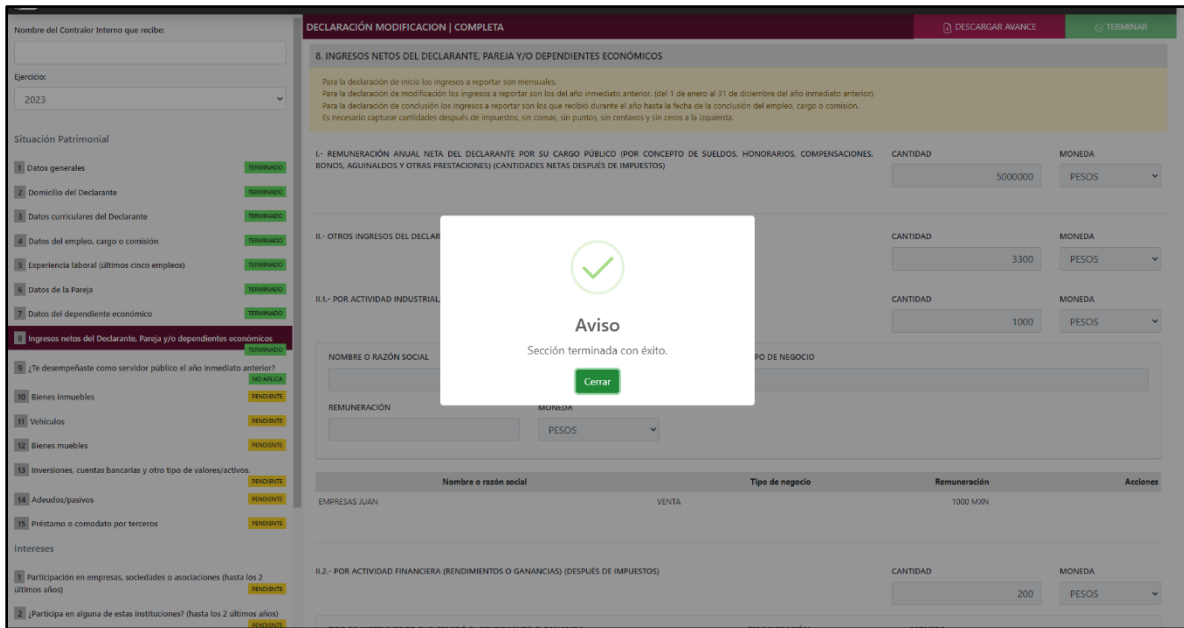 Nombre del Contralor Interno que recibe:
Ejercicio:
2023
Situación Patrimonial
1 Datos generales TERMINADO
2 Domicilio del Declarante TERMINADO
3 Datos curriculares del Declarante TERMINADO
4 Datos del empleo, cargo o comisión TERMINADO
5 Experiencia laboral (últimos cinco empleos) TERMINADO
6 Datos de la Pareja TERMINADO
7 Datos del dependiente económico TERMINADO
8 Ingresos netos del Declarante, Pareja y/o dependientes económicos
TERMINADO
9 ¿Te desempeñaste como servidor público el año inmediato anterior?
NO APLICA
10 Bienes inmuebles PENDIENTE
11 Vehículos PENDIENTE
12 Bienes muebles PENDIENTE
13 Inversiones, cuentas bancarias y otro tipo de valores/activos.
PENDIENTE
14 Adeudos/pasivos PENDIENTE
15 Préstamo o comodato por terceros PENDIENTE
Intereses
1 Participación en empresas, sociedades o asociaciones (hasta los 2
últimos años) PENDIENTE
2 ¿Participa en alguna de estas instituciones? (hasta los 2 últimos años)
PENDIENTE
DECLARACIÓN MODIFICACION | COMPLETA
DESCARGAR AVANCE
TERMINAR
8. INGRESOS NETOS DEL DECLARANTE, PAREJA Y/O DEPENDIENTES ECONÓMICOS
Para la declaración de inicio los ingresos a reportar son mensuales.
Para la declaración de modificación los ingresos a reportar son los del año inmediato anterior. (del 1 de enero al 31 de diciembre del año inmediato anterior).
Para la declaración de conclusión los ingresos a reportar son los que recibió durante el año hasta la fecha de la conclusión del empleo, cargo o comisión.
Es necesario capturar cantidades después de impuestos, sin comas, sin puntos, sin centavos y sin ceros a la izquierda.
I.- REMUNERACIÓN ANUAL NETA DEL DECLARANTE POR SU CARGO PÚBLICO (POR CONCEPTO DE SUELDOS, HONORARIOS, COMPENSACIONES,
BONOS, AGUINALDOS Y OTRAS PRESTACIONES) (CANTIDADES NETAS DESPUÉS DE IMPUESTOS)
CANTIDAD MONEDA
5000000 PESOS
II.- OTROS INGRESOS DEL DECLAR
CANTIDAD MONEDA
3300 PESOS
II.1.- POR ACTIVIDAD INDUSTRIAL
CANTIDAD MONEDA
1000 PESOS
Aviso
Sección terminada con éxito.
Cerrar
NOMBRE O RAZÓN SOCIAL PO DE NEGOCIO
REMUNERACIÓN MONEDA
PESOS
Nombre o razón social Tipo de negocio Remuneración Acciones
EMPRESAS JUAN VENTA 1000 MXN
II.2.- POR ACTIVIDAD FINANCIERA (RENDIMIENTOS O GANANCIAS) (DESPUÉS DE IMPUESTOS)
CANTIDAD MONEDA
200 PESOS